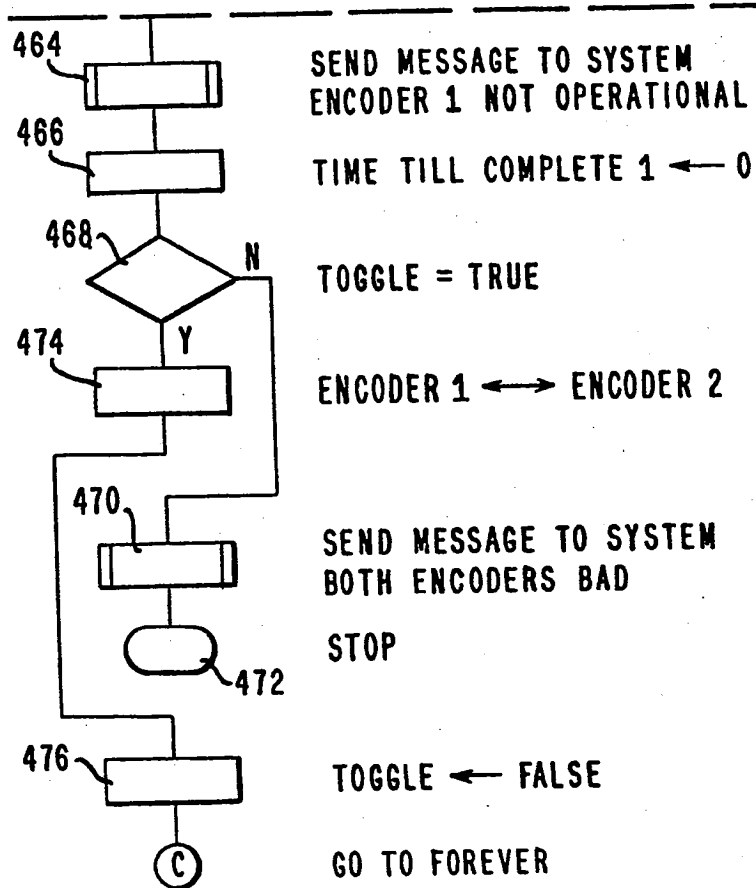 464
SEND MESSAGE TO SYSTEM
ENCODER 1 NOT OPERATIONAL
466
TIME TILL COMPLETE 1 ← 0
468
N
TOGGLE = TRUE
Y
474
ENCODER 1 ↔ ENCODER 2
470
SEND MESSAGE TO SYSTEM
BOTH ENCODERS BAD
STOP
472
476
TOGGLE ← FALSE
C
GO TO FOREVER